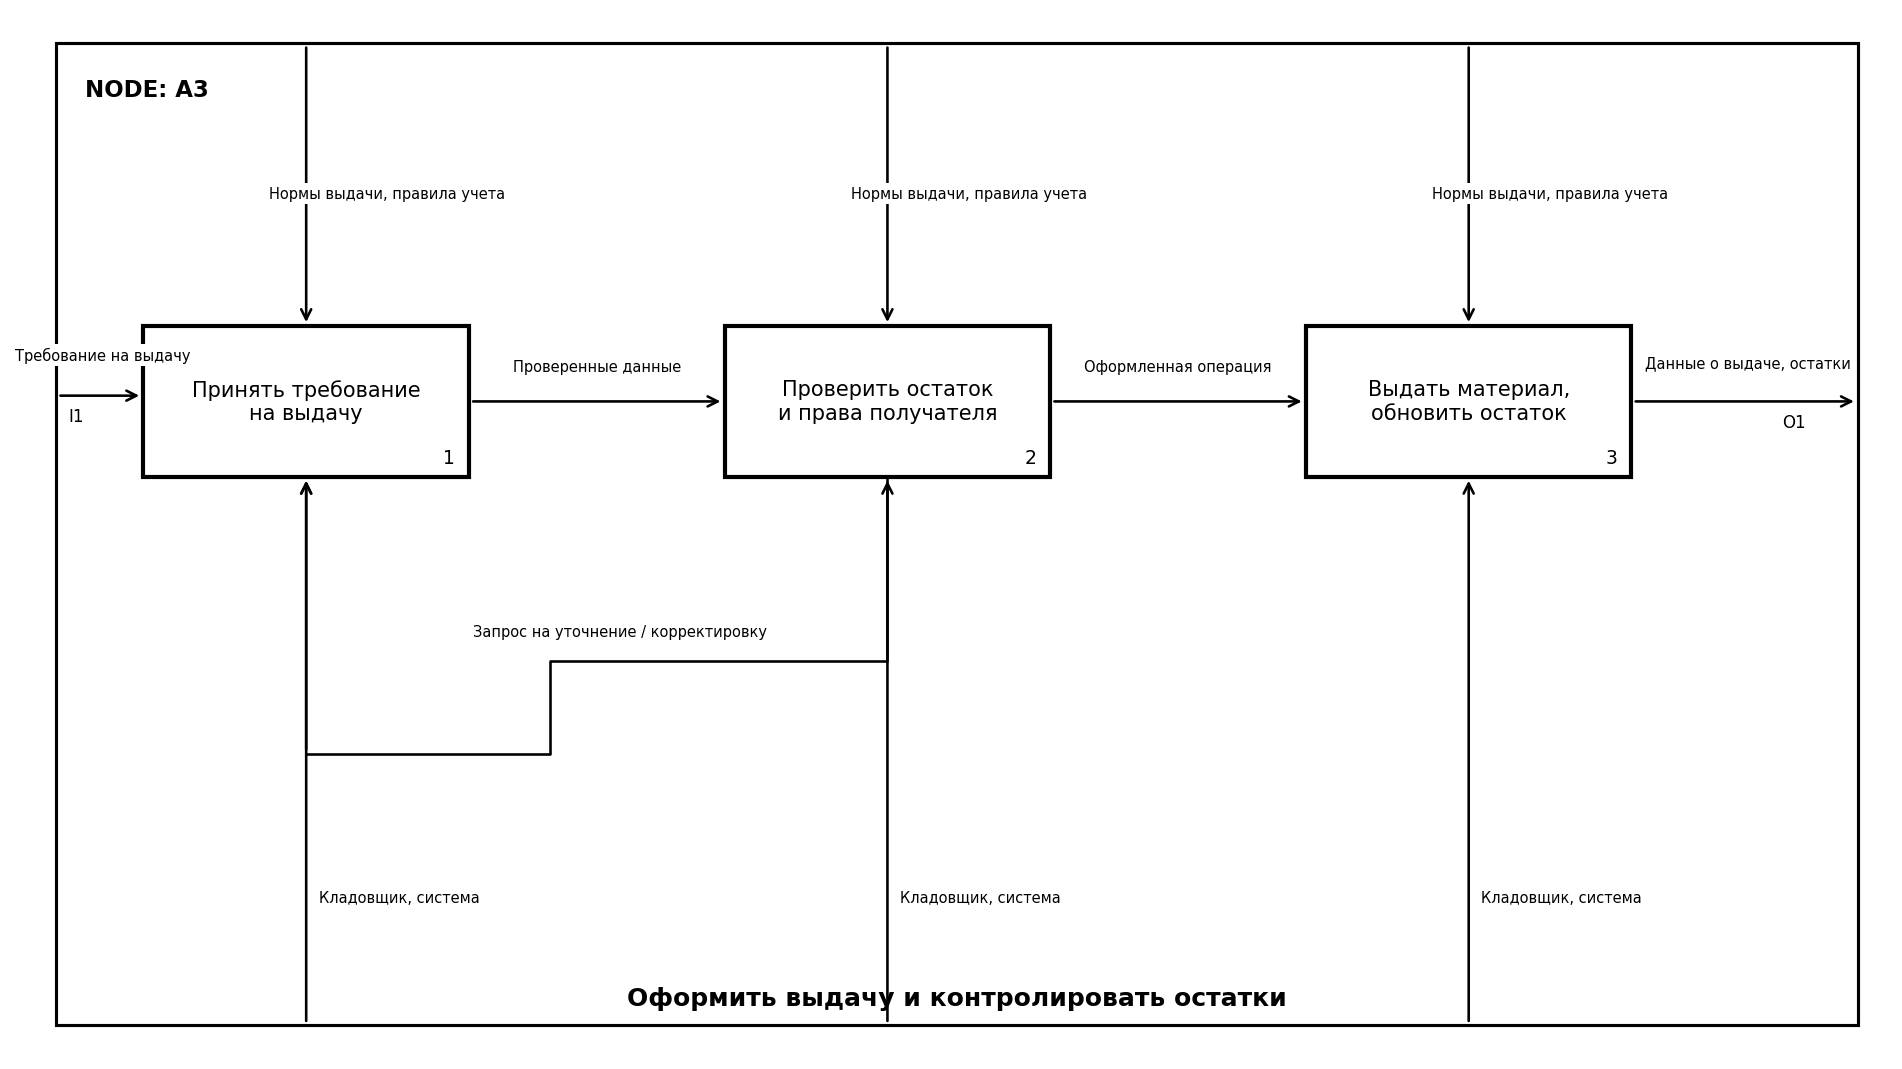 NODE: A3
Нормы выдачи, правила учета
Нормы выдачи, правила учета
Нормы выдачи, правила учета
Требование на выдачу
I1
Принять требование
на выдачу
1
Проверенные данные
Проверить остаток
и права получателя
2
Оформленная операция
Выдать материал,
обновить остаток
3
Данные о выдаче, остатки
O1
Запрос на уточнение / корректировку
Кладовщик, система
Кладовщик, система
Кладовщик, система
Оформить выдачу и контролировать остатки